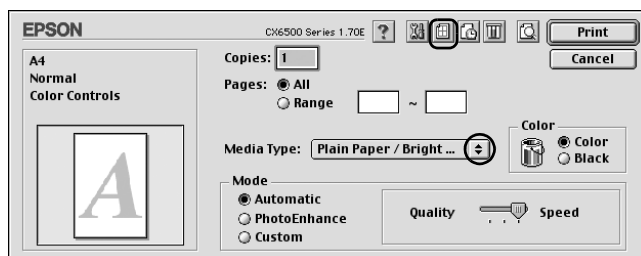 EPSON
CX6500 Series 1.70E ? Print
Cancel
A4
Normal
Color Controls
A
Copies: 1
Pages: All
Range ~
Media Type: Plain Paper / Bright ...
Color
Color
Black
Mode
Automatic
PhotoEnhance
Custom
Quality Speed